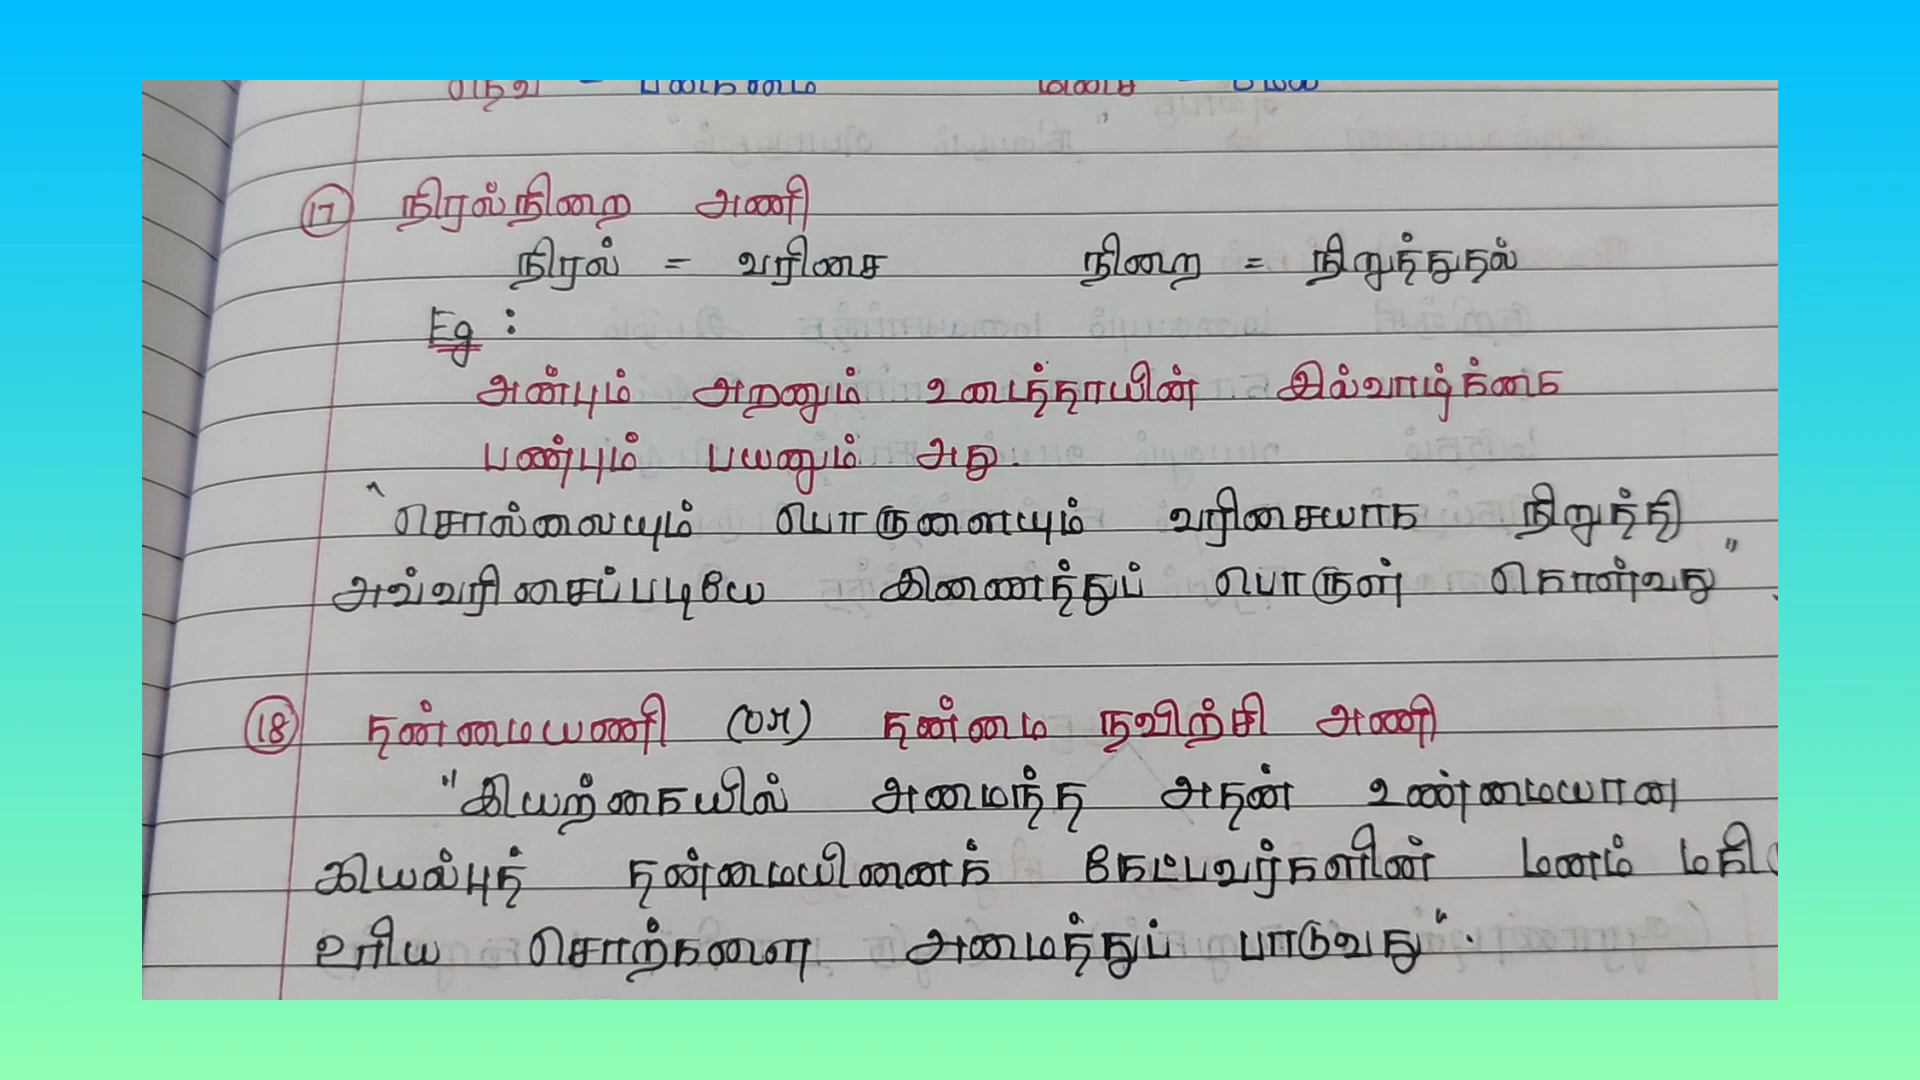 17 நிரல்நிறை அணி
நிரல் = வரிசை நிறை = நிறுத்துதல்
Eg :
அன்பும் அறனும் உடைத்தாயின் இல்வாழ்க்கை
பண்பும் பயனும் அது.
"சொல்லையும் பொருளையும் வரிசையாக நிறுத்தி
அவ்வரிசைப்படியே இணைத்துப் பொருள் கொள்வது".
18 தன்மையணி (or) தன்மை நவிற்சி அணி
"இயற்கையில் அமைந்த அதன் உண்மையான
இயல்புத் தன்மையினைக் கேட்பவர்களின் மனம்
உரிய சொற்களை அமைத்துப் பாடுவது".